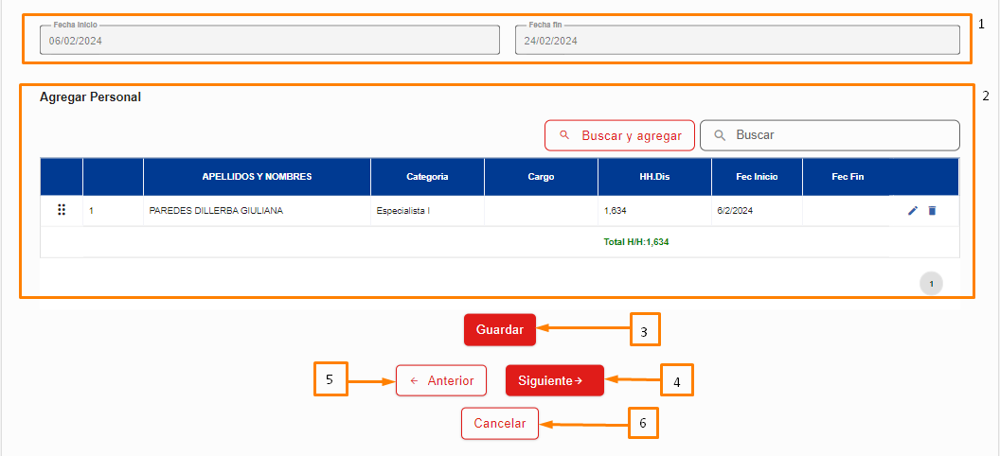 Fecha Inicio Fecha fin 1
06/02/2024 24/02/2024
2
Agregar Personal
Buscar y agregar Buscar
APELLIDOS Y NOMBRES Categoria Cargo HH.Dis Fec Inicio Fec Fin
1 PAREDES DILLERBA GIULIANA Especialista I 1,634 6/2/2024
Total H/H:1,634
1
Guardar 3
5 Anterior Siguiente 4
Cancelar 6